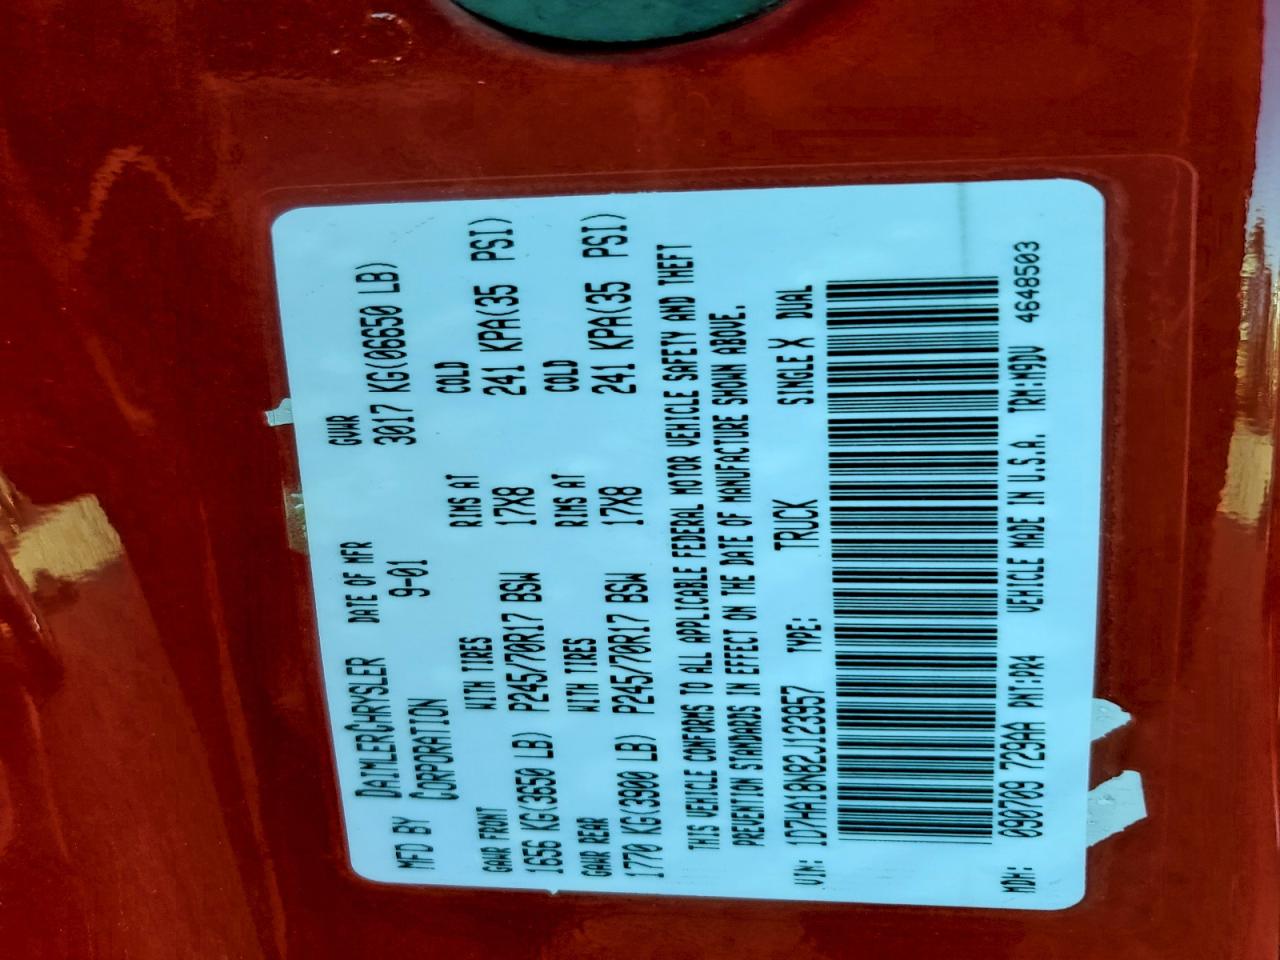 MFD BY DAIMLERCHRYSLER CORPORATION DATE OF MFR 9-01 GVWR 3017 KG(06650 LB)
GAWR FRONT WITH TIRES RIMS AT COLD
1656 KG(3650 LB) P245/70R17 BSW 17X8 241 KPA(35 PSI)
GAWR REAR WITH TIRES RIMS AT COLD
1770 KG(3900 LB) P245/70R17 BSW 17X8 241 KPA(35 PSI)
THIS VEHICLE CONFORMS TO ALL APPLICABLE FEDERAL MOTOR VEHICLE SAFETY AND THEFT
PREVENTION STANDARDS IN EFFECT ON THE DATE OF MANUFACTURE SHOWN ABOVE.
VIN: 1D7HA18N82J123957 TYPE: TRUCK SINGLE X DUAL
MDH: 090709 729AA PNT:PR4 VEHICLE MADE IN U.S.A. TRM:M9DV 4648503